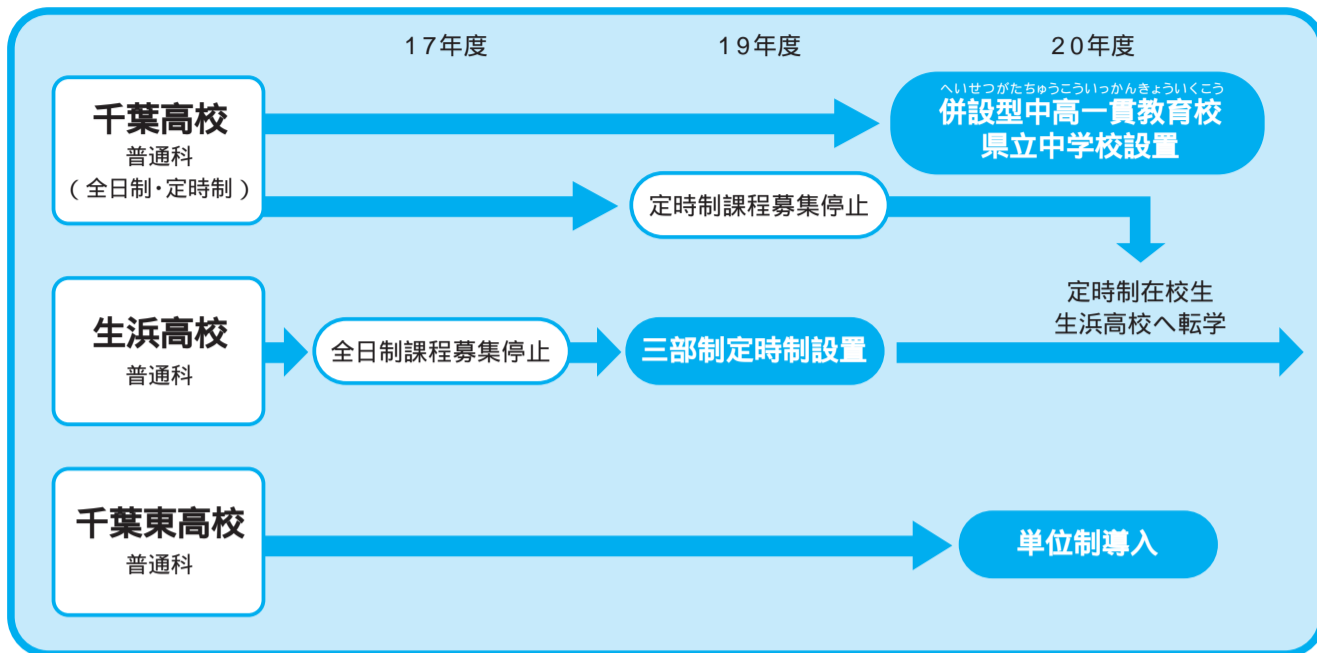 17年度
19年度
20年度
千葉高校
普通科
(全日制・定時制)
へいせつがたちゅうこういっかんきょういくこう
併設型中高一貫教育校
県立中学校設置
定時制課程募集停止
定時制在校生
生浜高校へ転学
生浜高校
普通科
全日制課程募集停止
三部制定時制設置
千葉東高校
普通科
単位制導入